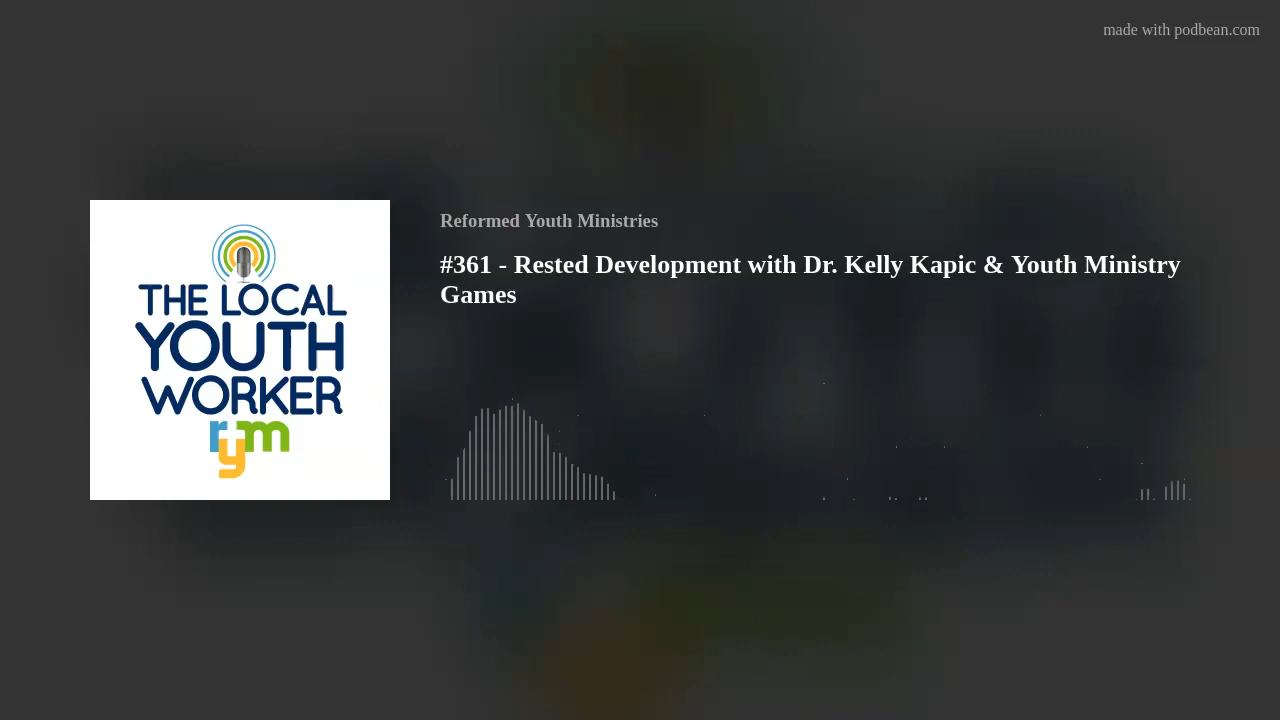 made with podbean.com
Reformed Youth Ministries
#361 - Rested Development with Dr. Kelly Kapic & Youth Ministry
Games
THE LOCAL
YOUTH
WORKER
rym